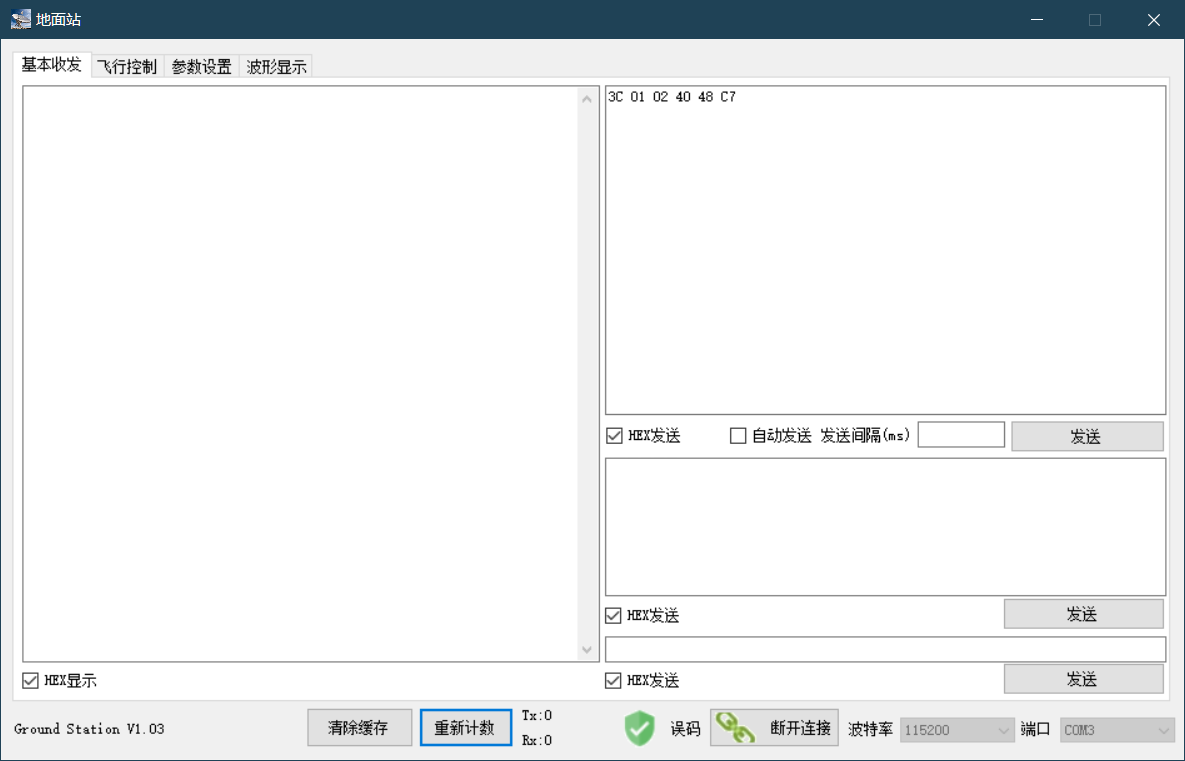 地面站
基本收发 飞行控制 参数设置 波形显示
3C 01 02 40 48 C7
HEX发送 自动发送 发送间隔(ms) 发送
HEX发送 发送
HEX显示 HEX发送 发送
Ground Station V1.03 清除缓存 重新计数 Tx:0 Rx:0 误码 断开连接 波特率 115200 端口 COM3